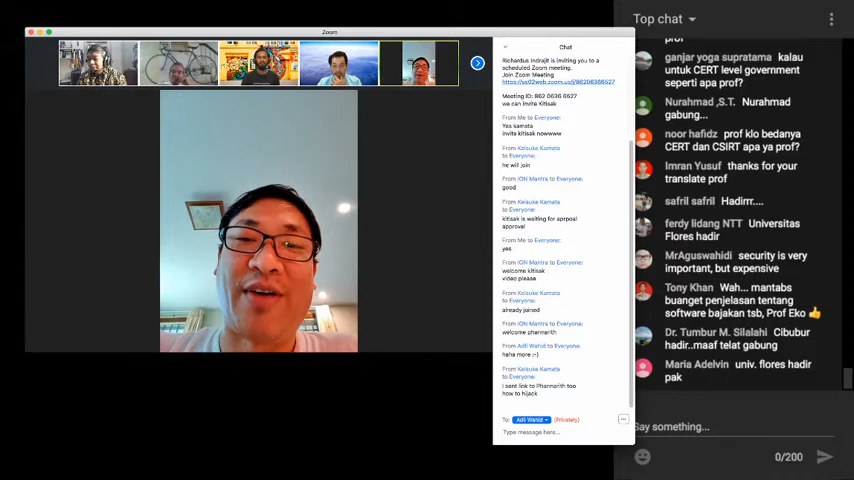 Zoom
Chat
Richardus Indrajit is inviting you to a
scheduled Zoom meeting.
Join Zoom Meeting
https://us02web.zoom.us/j/86206366527
Meeting ID: 862 0636 6527
we can invite Kitisak
From Me to Everyone:
Yes kamata
invite kitisak nowwww
From Keisuke Kamata
to Everyone:
he will join
From IGN Mantra to Everyone:
good
From Keisuke Kamata
to Everyone:
kitisak is waiting for aprpoal
approval
From Me to Everyone:
yes
From IGN Mantra to Everyone:
welcome kitisak
video please
From Keisuke Kamata
to Everyone:
already joined
From IGN Mantra to Everyone:
welcome phannarith
From Adli Wahid to Everyone:
haha more :-)
From Keisuke Kamata
to Everyone:
I sent link to Phannarith too
how to hijack
To: Adli Wahid (Privately)
Type message here...
Top chat
prof
ganjar yoga supratama kalau
untuk CERT level government
seperti apa prof?
Nurahmad ,S.T. Nurahmad
gabung...
noor hafidz prof klo bedanya
CERT dan CSIRT apa ya prof?
Imran Yusuf thanks for your
translate prof
safril safril Hadirrr....
ferdy lidang NTT Universitas
Flores hadir
MrAguswahidi security is very
important, but expensive
Tony Khan Wah... mantabs
buanget penjelasan tentang
software bajakan tsb, Prof Eko 👍
Dr. Tumbur M. Silalahi Cibubur
hadir...maaf telat gabung
Maria Adelvin univ. flores hadir
pak
Say something...
0/200